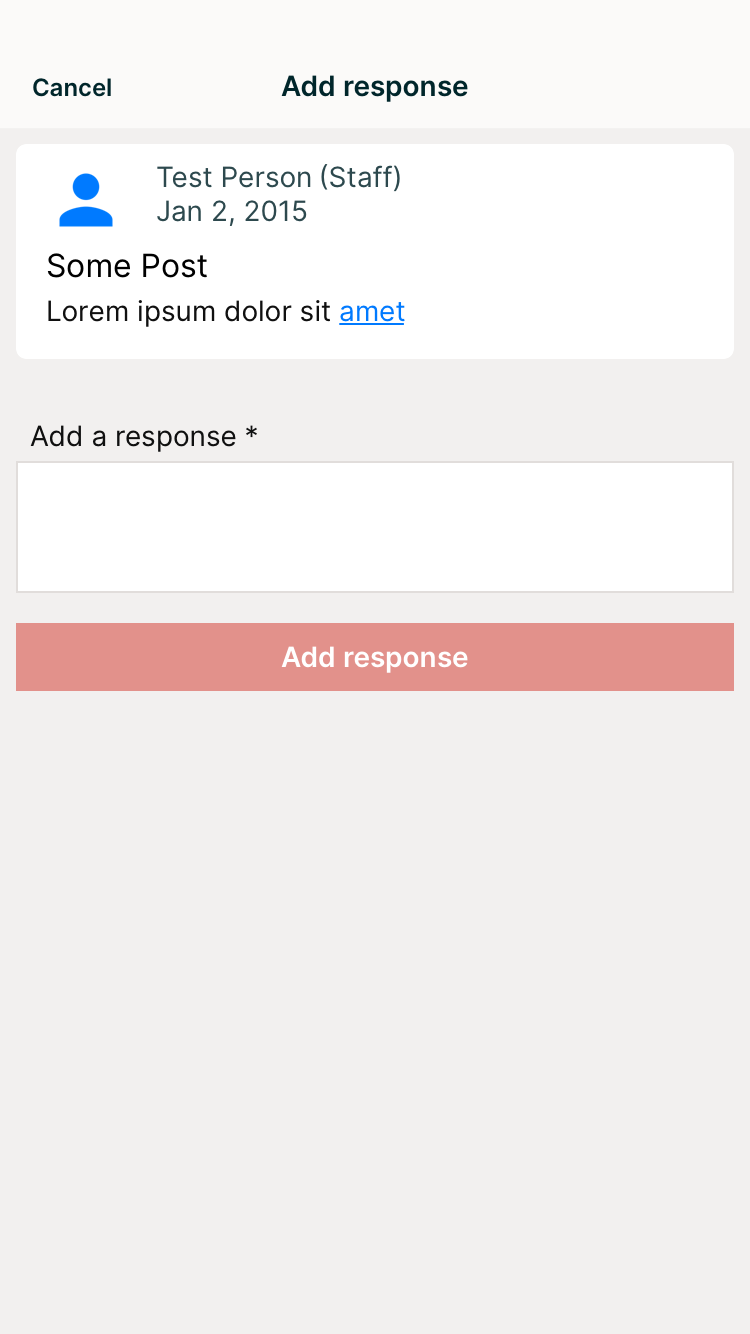 Cancel
Add response
Test Person (Staff)
Jan 2, 2015
Some Post
Lorem ipsum dolor sit amet
Add a response *
Add response